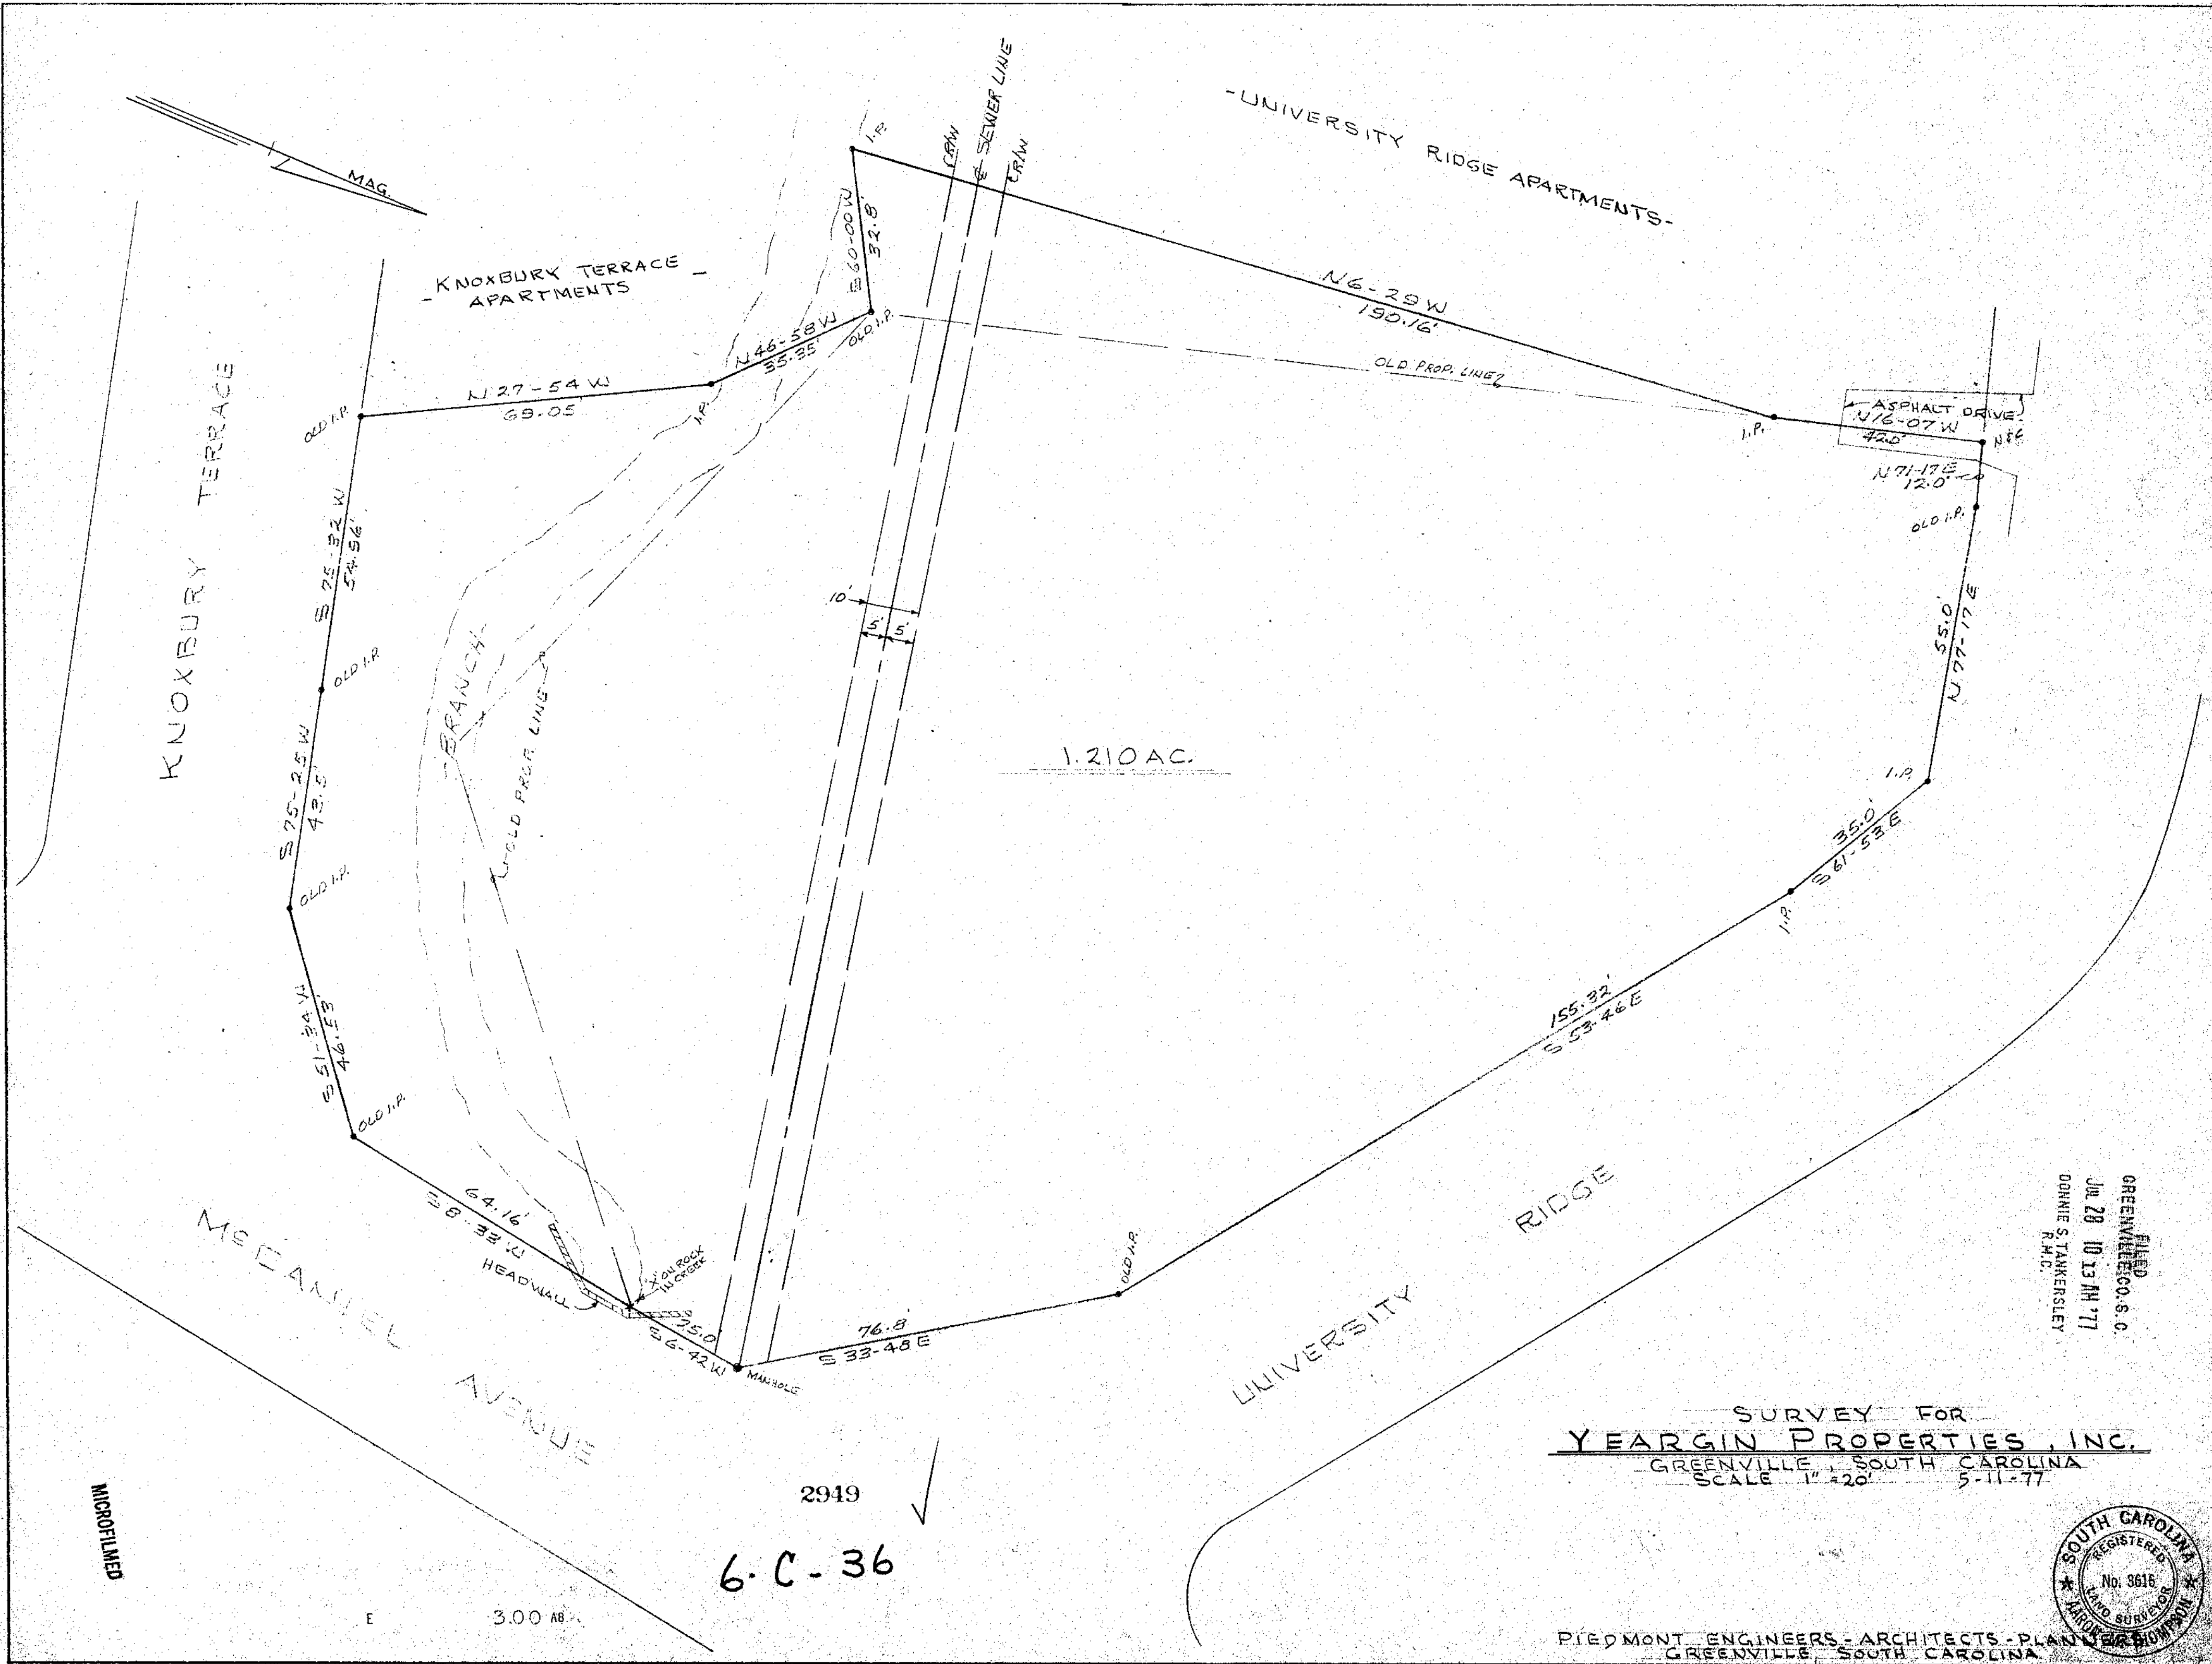 MAG.
-UNIVERSITY RIDGE APARTMENTS-
I.P.
C R/W
℄ SEWER LINE
C R/W
-KNOXBURY TERRACE-
APARTMENTS
S 60-00 W
32.8'
N 46-58 W
35.35'
OLD I.P.
N 27-54 W
69.05'
I.P.
OLD I.P.
N 6-29 W
190.16'
OLD PROP. LINE
I.P.
ASPHALT DRIVE
N 16-07 W
42.0'
N & C
N 71-17 E
12.0'
OLD I.P.
KNOXBURY TERRACE
S 75-32 W
54.56'
OLD I.P.
10'
5' 5'
-BRANCH-
OLD PROP. LINE
1.210 AC.
55.0'
N 77-17 E
I.P.
35.0'
S 61-53 E
I.P.
S 75-25 W
43.5'
OLD I.P.
S 51-34 W
46.53'
OLD I.P.
155.32'
S 53-46 E
64.16'
S 8-33 W
HEADWALL
"X" ON ROCK
IN CREEK
25.0'
S 6-42 W
MANHOLE
76.8'
S 33-48 E
OLD I.P.
McDANIEL AVENUE
UNIVERSITY RIDGE
FILED
GREENVILLE CO. S. C.
JUL 28 10 13 AM '77
DONNIE S. TANKERSLEY
R.M.C.
SURVEY FOR
YEARGIN PROPERTIES, INC.
GREENVILLE, SOUTH CAROLINA
SCALE 1" = 20' 5-11-77
2949
6-C-36
MICROFILMED
E 3.00 AB
SOUTH CAROLINA
REGISTERED
No. 3616
LAND SURVEYOR
THOMPSON
PIEDMONT ENGINEERS-ARCHITECTS-PLANNERS
GREENVILLE, SOUTH CAROLINA